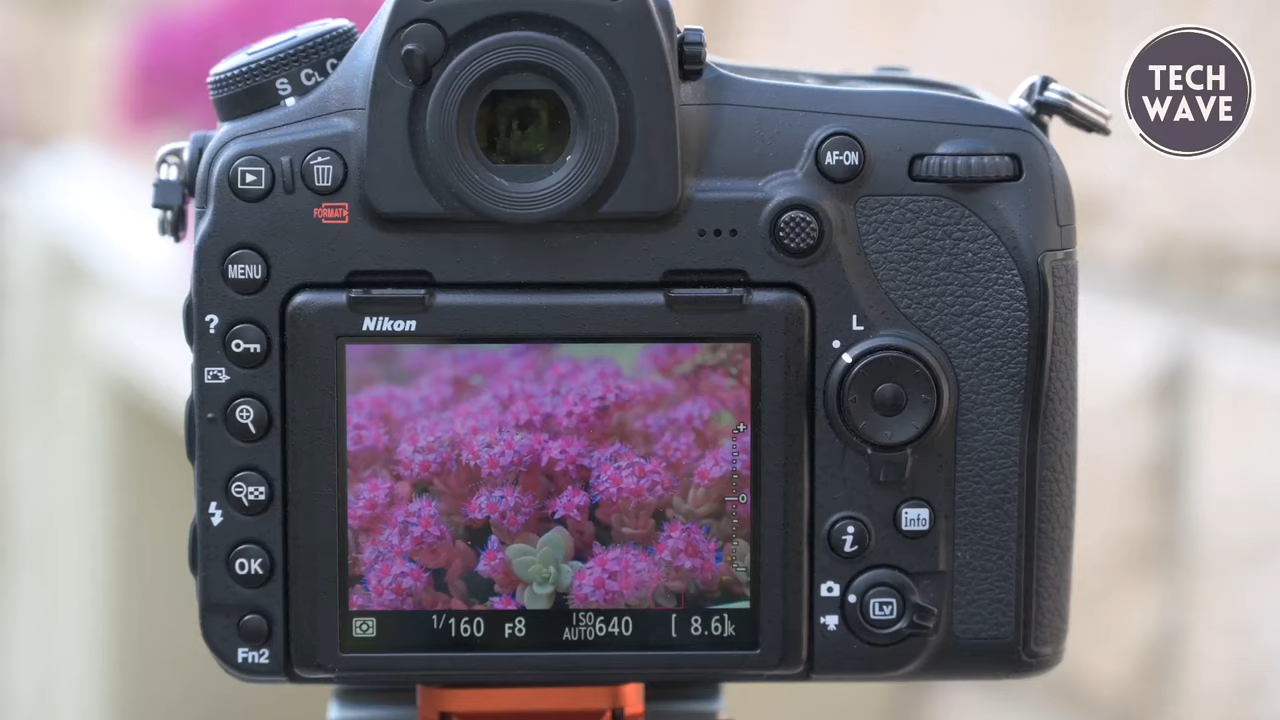 TECH
WAVE
S CL C
AF-ON
FORMAT
MENU
?
L
Nikon
+
0
-
info
i
OK
Lv
1/160 F8 ISO AUTO 640 [ 8.6]k
Fn2